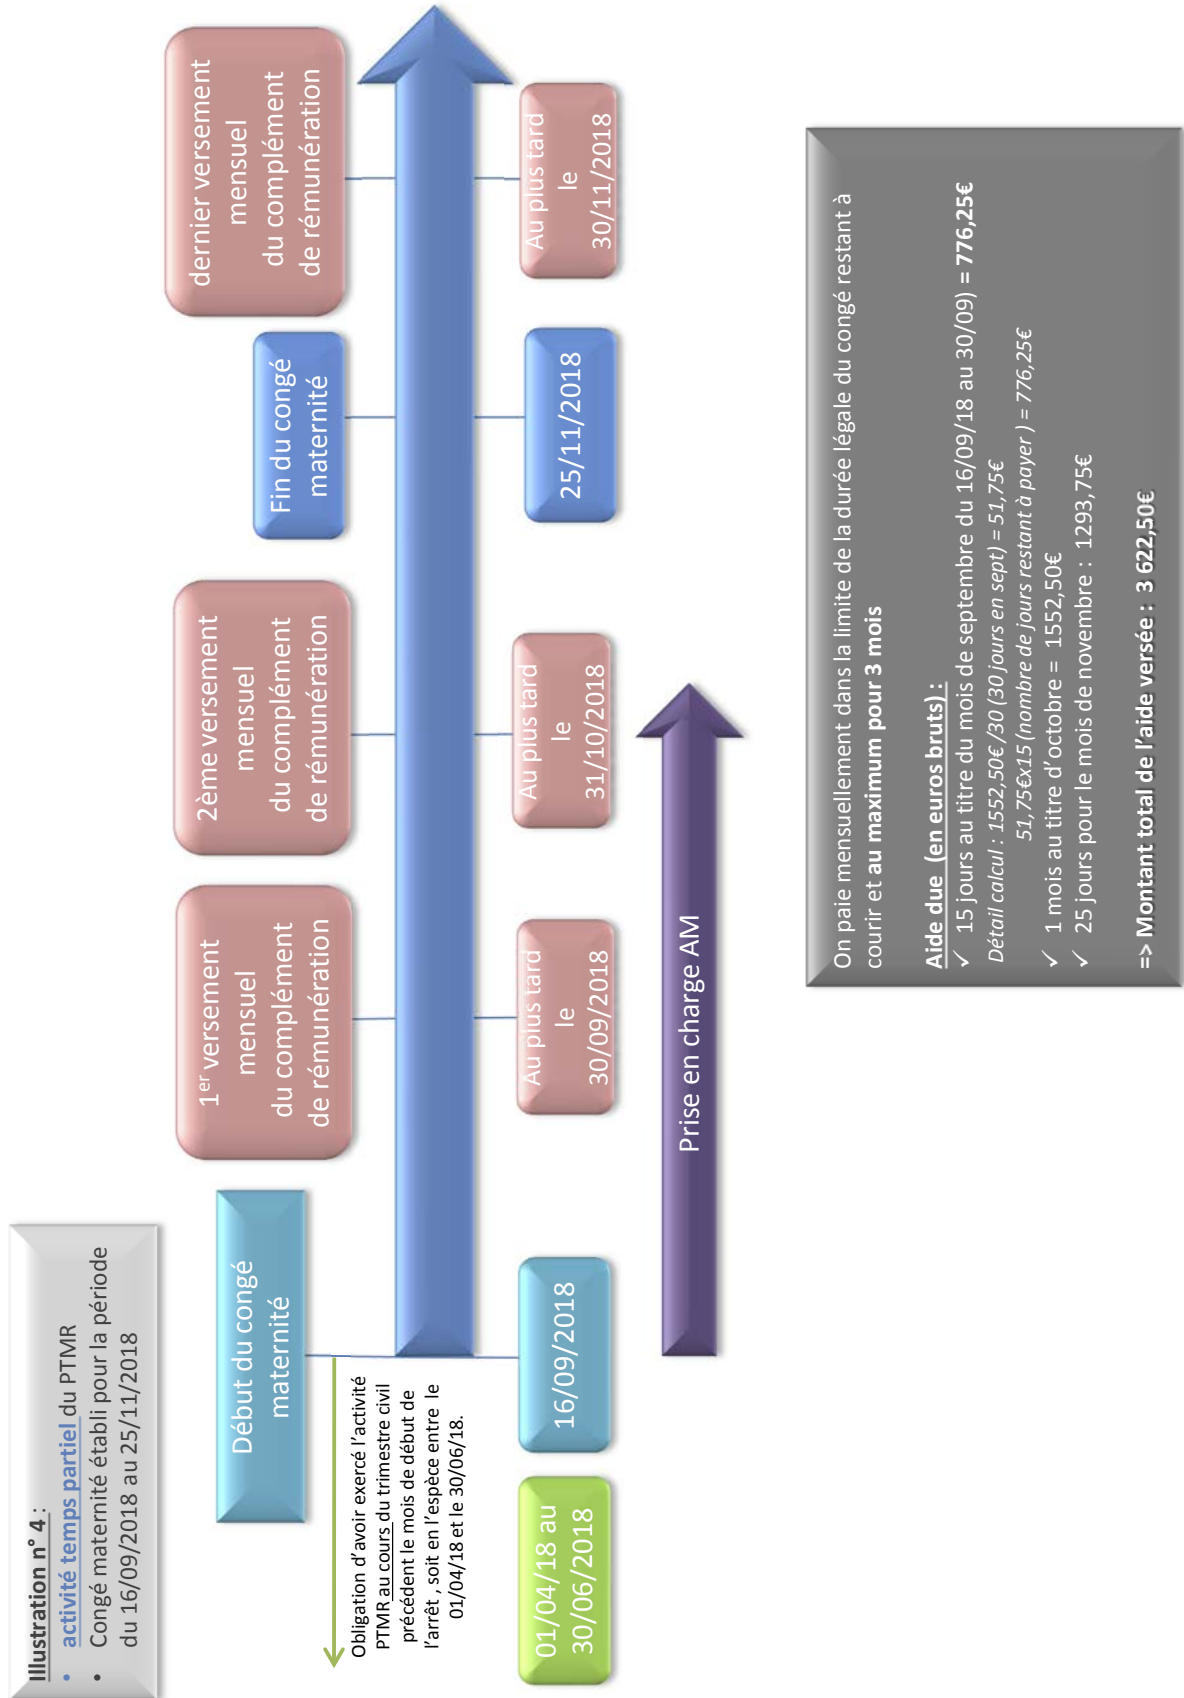 Illustration n° 4 :
• activité temps partiel du PTMR
• Congé maternité établi pour la période
du 16/09/2018 au 25/11/2018
Début du congé
maternité
1er versement
mensuel
du complément
de rémunération
2ème versement
mensuel
du complément
de rémunération
Fin du congé
maternité
dernier versement
mensuel
du complément
de rémunération
Obligation d'avoir exercé l'activité
PTMR au cours du trimestre civil
précédent le mois de début de
l'arrêt , soit en l'espèce entre le
01/04/18 et le 30/06/18.
01/04/18 au
30/06/2018
16/09/2018
Au plus tard
le
30/09/2018
Au plus tard
le
31/10/2018
25/11/2018
Au plus tard
le
30/11/2018
Prise en charge AM
On paie mensuellement dans la limite de la durée légale du congé restant à
courir et au maximum pour 3 mois
Aide due (en euros bruts) :
✓ 15 jours au titre du mois de septembre du 16/09/18 au 30/09) = 776,25€
Détail calcul : 1552,50€ /30 (30 jours en sept) = 51,75€
51,75€x15 (nombre de jours restant à payer ) = 776,25€
✓ 1 mois au titre d'octobre = 1552,50€
✓ 25 jours pour le mois de novembre : 1293,75€
=> Montant total de l'aide versée : 3 622,50€